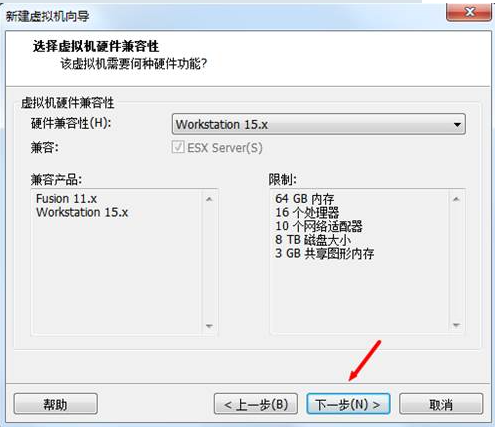 新建虚拟机向导
选择虚拟机硬件兼容性
该虚拟机需要何种硬件功能?
虚拟机硬件兼容性
硬件兼容性(H): Workstation 15.x
兼容: ESX Server(S)
兼容产品:
Fusion 11.x
Workstation 15.x
限制:
64 GB 内存
16 个处理器
10 个网络适配器
8 TB 磁盘大小
3 GB 共享图形内存
帮助 < 上一步(B) 下一步(N) > 取消